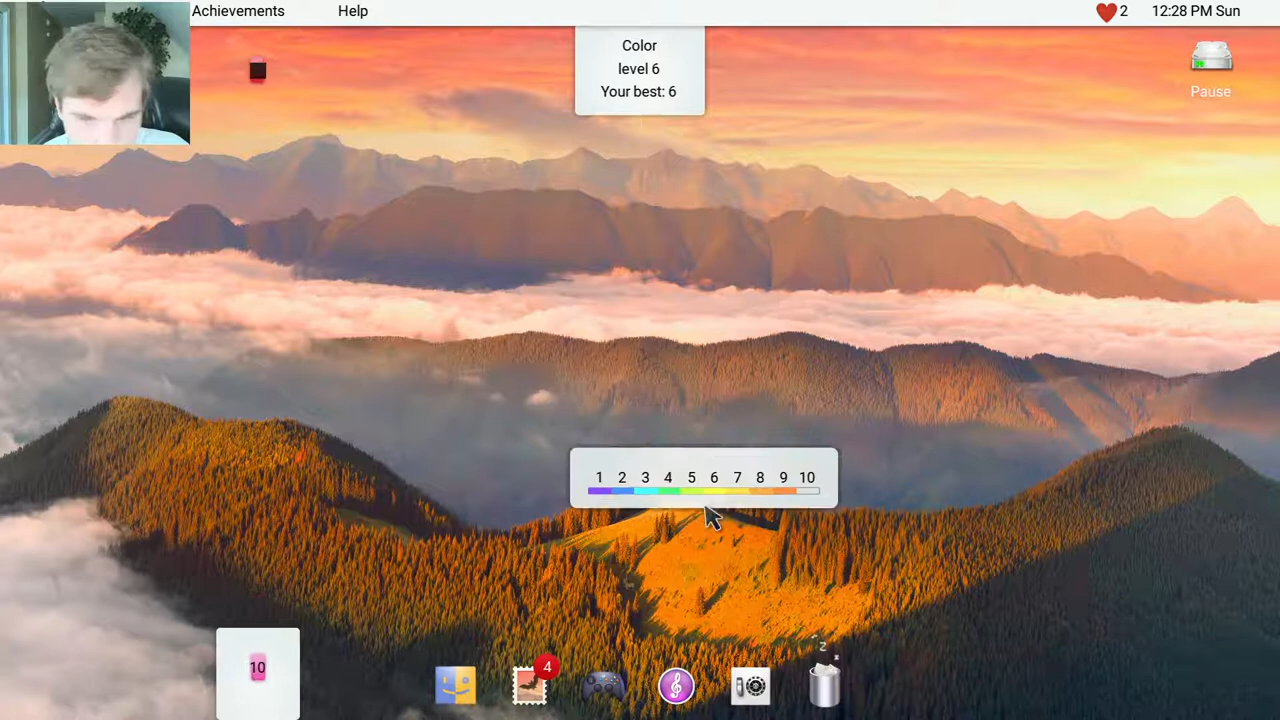 Achievements Help 2 12:28 PM Sun
Color
level 6
Your best: 6
Pause
1 2 3 4 5 6 7 8 9 10
10
4
z